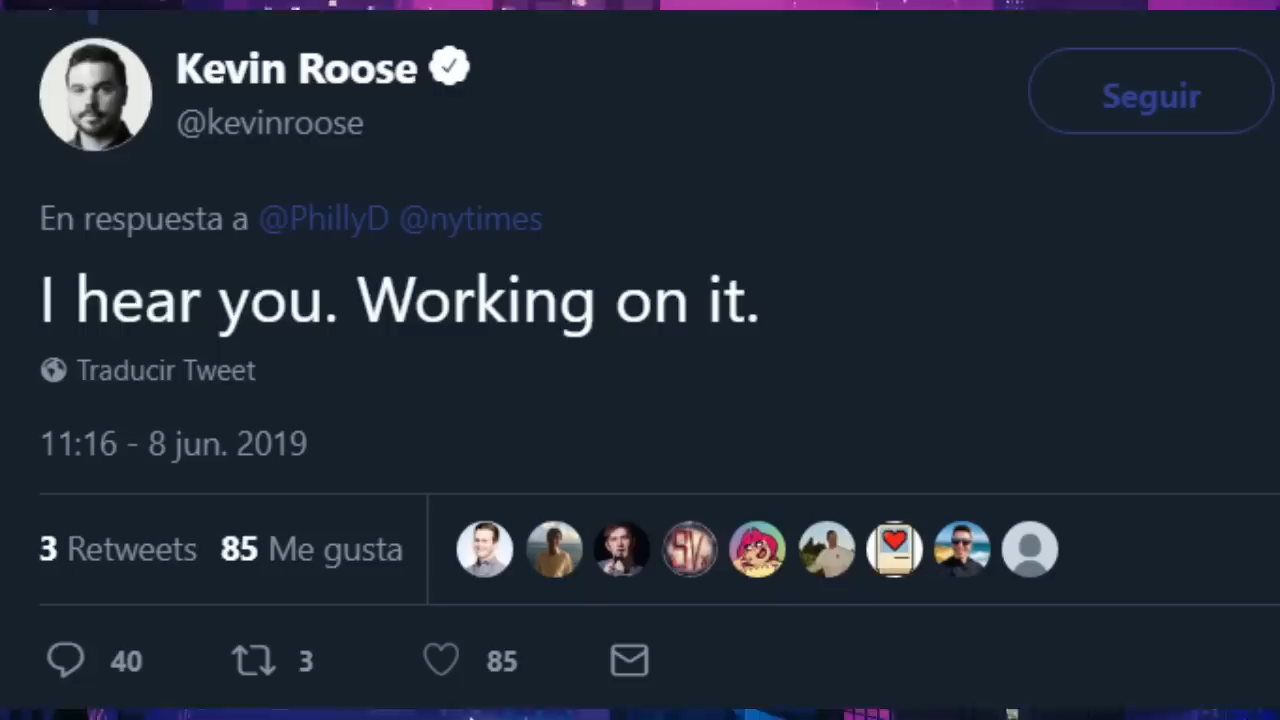 Kevin Roose
@kevinroose
Seguir
En respuesta a @PhillyD @nytimes
I hear you. Working on it.
Traducir Tweet
11:16 - 8 jun. 2019
3 Retweets 85 Me gusta
40 3 85